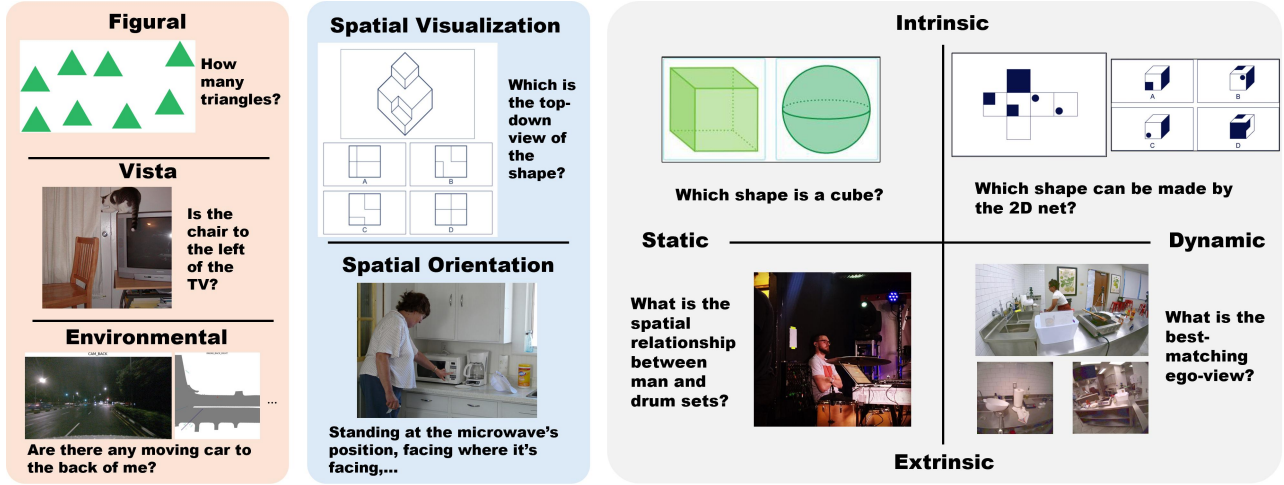 Figural
How
many
triangles?
Vista
Is the
chair to
the left
of the
TV?
Environmental
CAM_BACK
...
Are there any moving car to
the back of me?
Spatial Visualization
Which is
the top-
down
view of
the
shape?
A
B
C
D
Spatial Orientation
Standing at the microwave's
position, facing where it's
facing,...
Intrinsic
Which shape is a cube?
A
B
C
D
Which shape can be made by
the 2D net?
Static
Dynamic
What is the
spatial
relationship
between
man and
drum sets?
What is the
best-
matching
ego-view?
Extrinsic